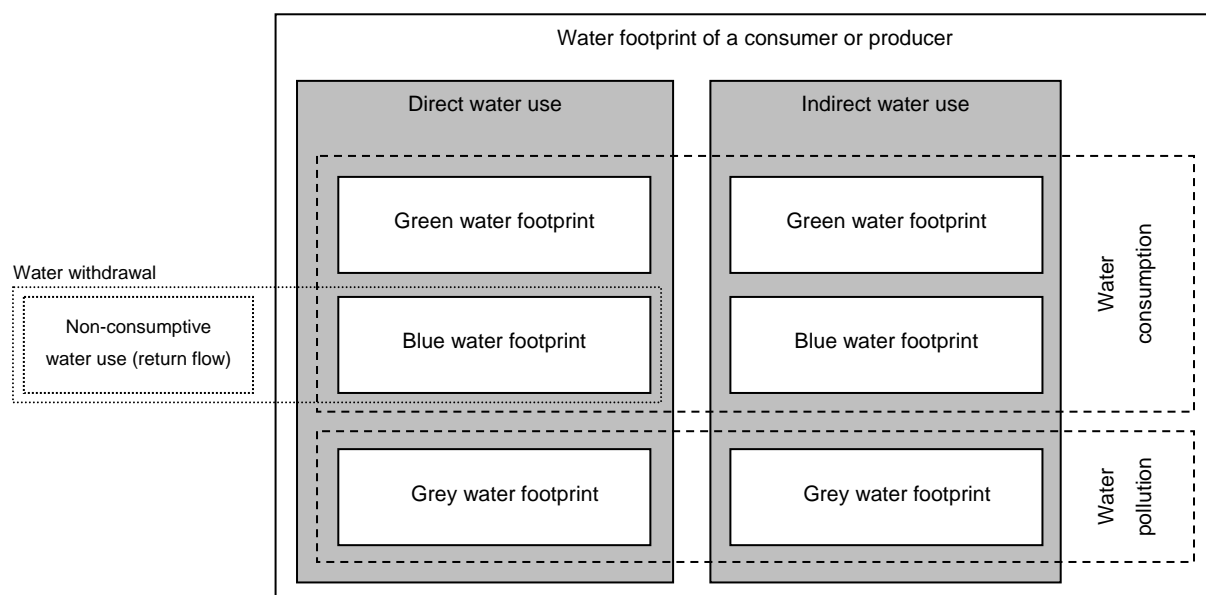 Water footprint of a consumer or producer
Direct water use
Indirect water use
Green water footprint
Green water footprint
Water
consumption
Water withdrawal
Non-consumptive
water use (return flow)
Blue water footprint
Blue water footprint
Grey water footprint
Grey water footprint
Water
pollution